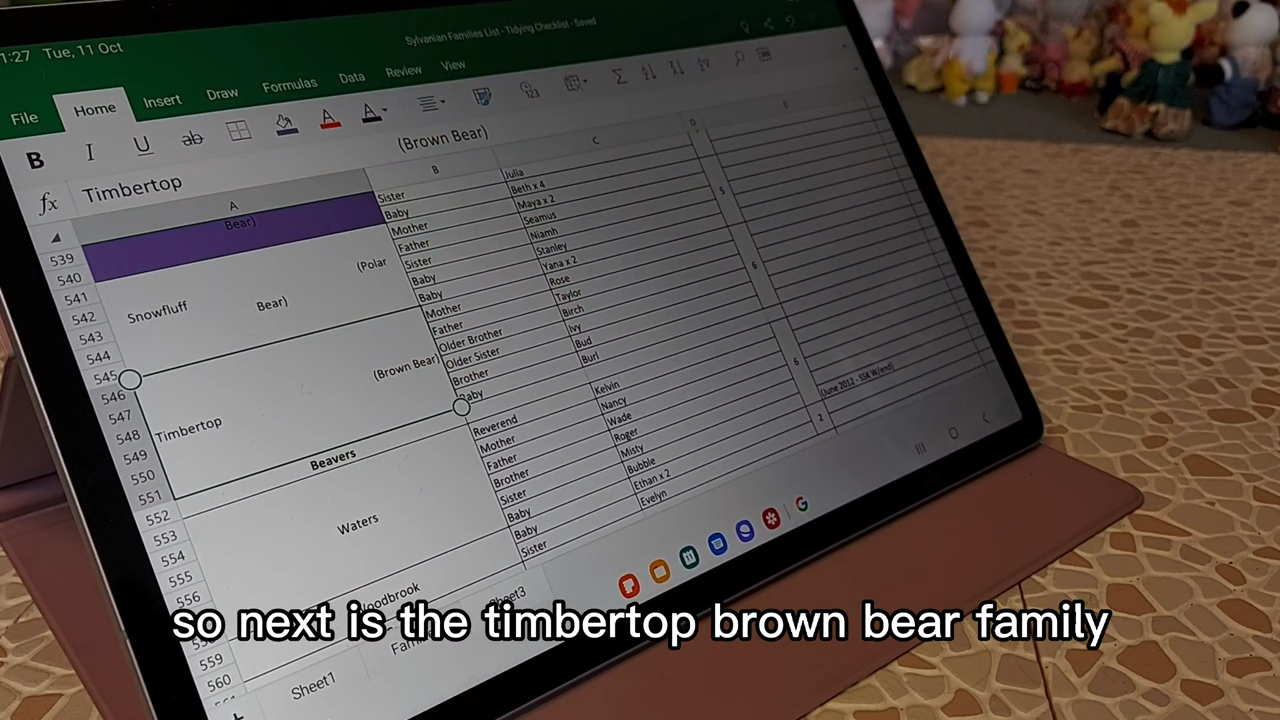 1:27 Tue, 11 Oct
Sylvanian Families List - Tidying Checklist - Saved
File Home Insert Draw Formulas Data Review View
B I U ab A A 123
fx Timbertop (Brown Bear)
A B C D E
539
540
541
542
543
544
545
546
547
548
549
550
551
552
553
554
555
556
559
560
Bear)
(Polar
Snowfluff Bear)
(Brown Bear)
Timbertop
Beavers
Waters
Sister Julia
Baby Beth x 4
Mother Maya x 2
Father Seamus
Sister Niamh
Baby Stanley
Baby Yana x 2
Mother Rose
Father Taylor
Older Brother Birch
Older Sister Ivy
Brother Bud
Baby Burl
Reverend Kelvin
Mother Nancy
Father Wade
Brother Roger
Sister Misty
Baby Bubble
Baby Ethan x 2
Sister Evelyn
5
6
6
2
(June 2012 - SSK W/end)
Sheet1
so next is the timbertop brown bear family